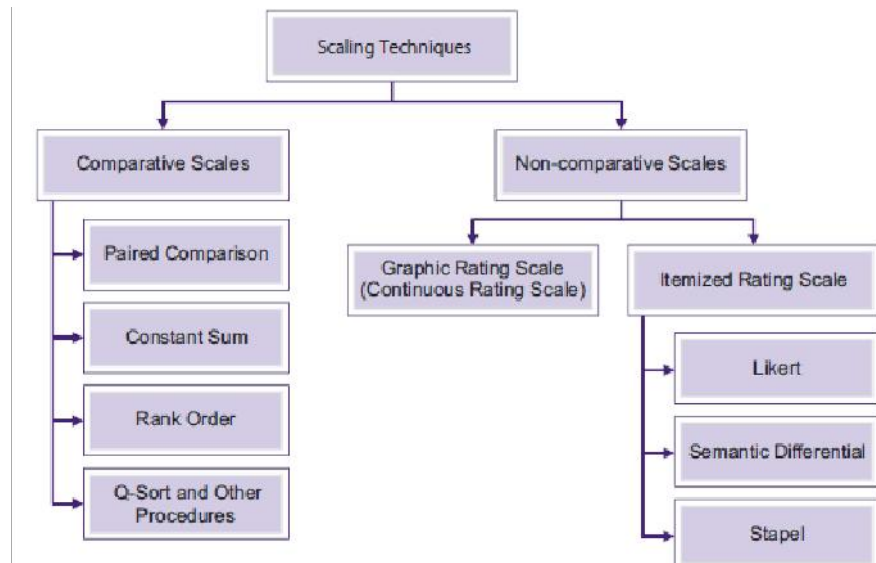 Scaling Techniques
Comparative Scales
Non-comparative Scales
Paired Comparison
Constant Sum
Rank Order
Q-Sort and Other
Procedures
Graphic Rating Scale
(Continuous Rating Scale)
Itemized Rating Scale
Likert
Semantic Differential
Stapel